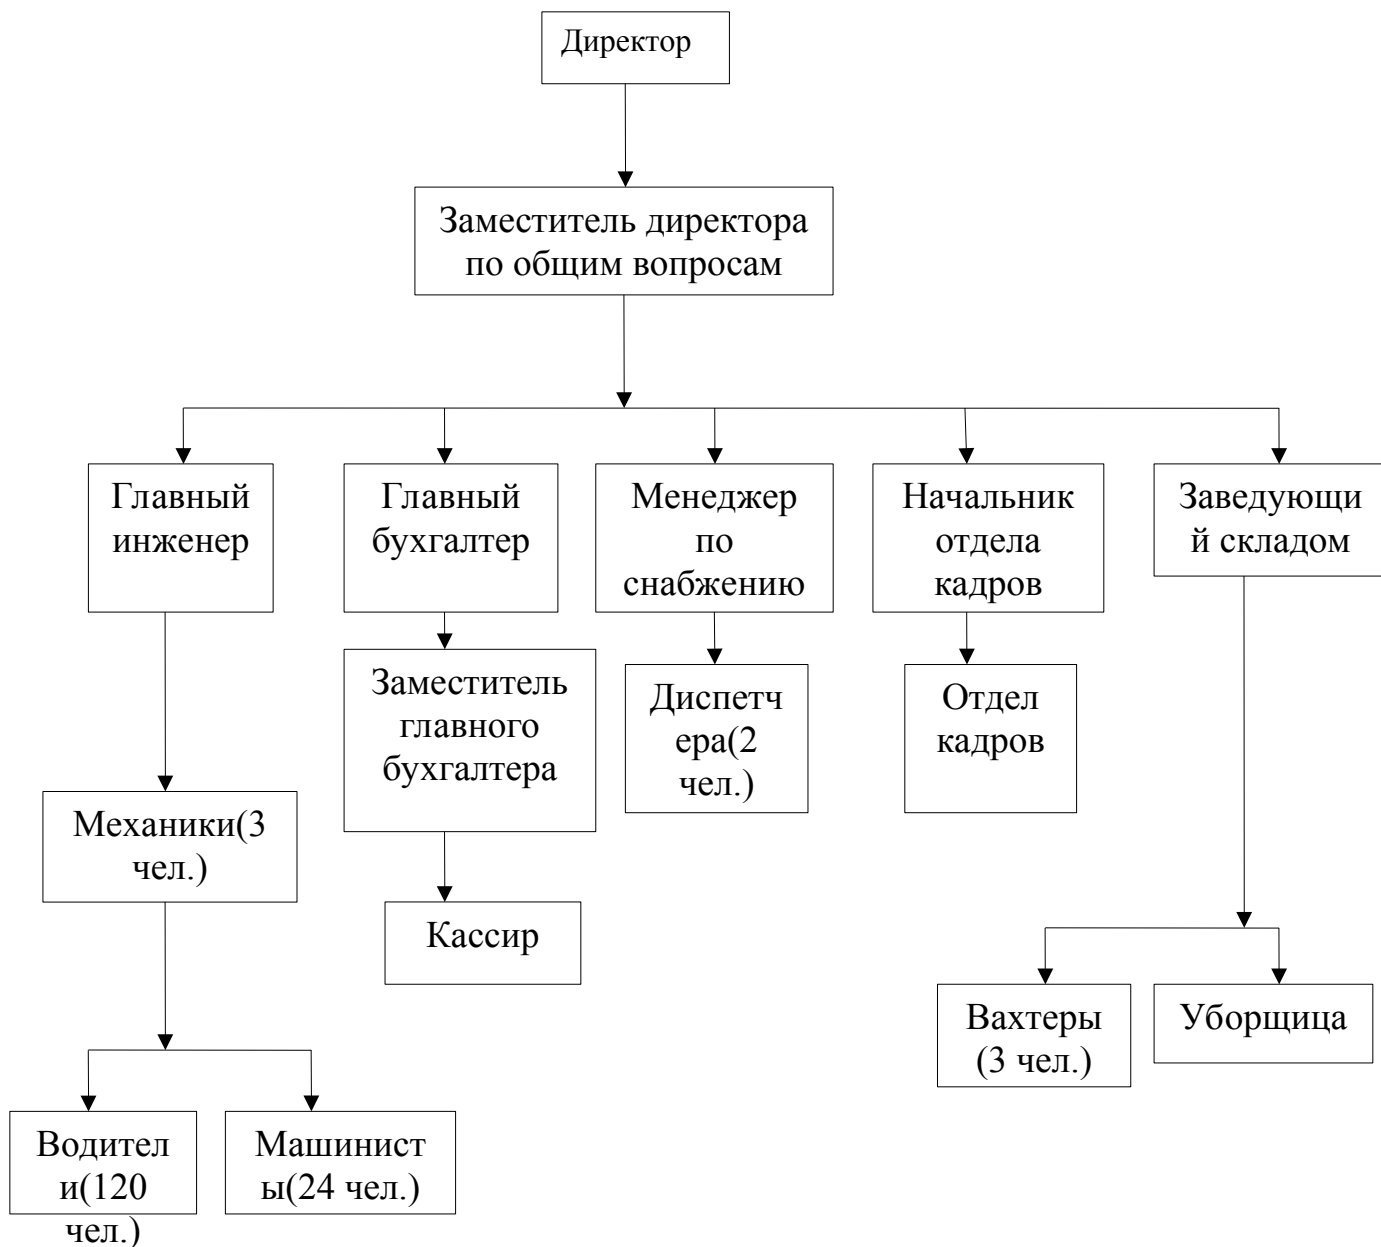 Директор
Заместитель директора
по общим вопросам
Главный
инженер
Главный
бухгалтер
Менеджер
по
снабжению
Начальник
отдела
кадров
Заведующи
й складом
Заместитель
главного
бухгалтера
Диспетч
ера(2
чел.)
Отдел
кадров
Механики(3
чел.)
Кассир
Вахтеры
(3 чел.)
Уборщица
Водител
и(120
чел.)
Машинист
ы(24 чел.)